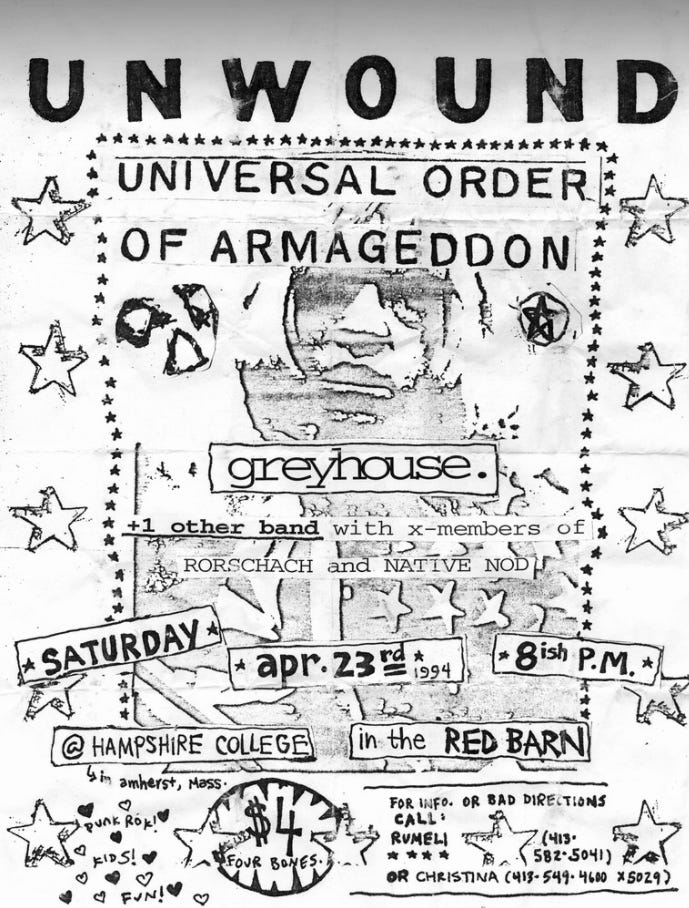 UNWOUND
UNIVERSAL ORDER
OF ARMAGEDDON
greyhouse.
+1 other band with x-members of
RORSCHACH and NATIVE NOD
★ SATURDAY ★
★ apr. 23rd ★ 1994
★ 8ish P.M. ★
@ HAMPSHIRE COLLEGE
in the RED BARN
↳ in amherst, Mass.
PUNK ROK!
KIDS!
FUN!
$4
FOUR BONES.
FOR INFO. OR BAD DIRECTIONS
CALL:
RUMELI (413-
★ ★ ★ ★ 582-5041)
OR CHRISTINA (413-549-4600 x5029)